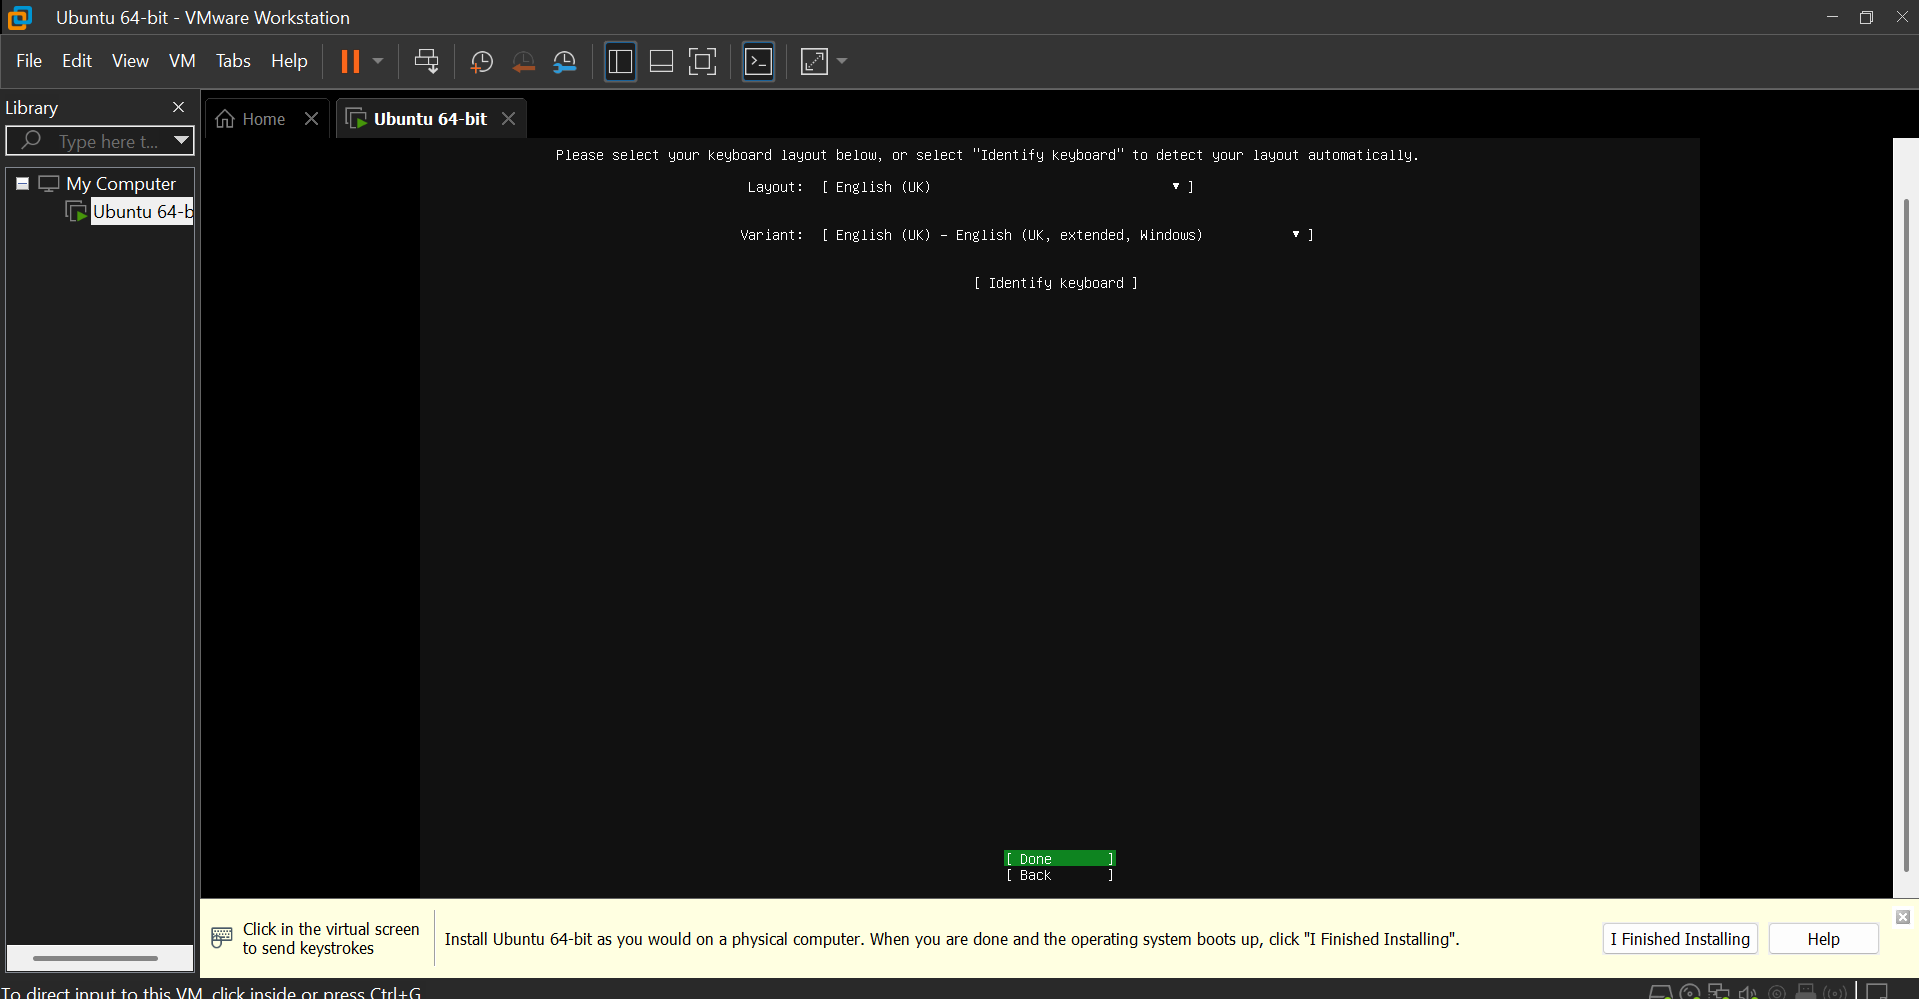 Ubuntu 64-bit - VMware Workstation
File Edit View VM Tabs Help
Library
Type here t...
My Computer
Ubuntu 64-b
Home
Ubuntu 64-bit
Please select your keyboard layout below, or select "Identify keyboard" to detect your layout automatically.
Layout: [ English (UK) ▾ ]
Variant: [ English (UK) - English (UK, extended, Windows) ▾ ]
[ Identify keyboard ]
[ Done ]
[ Back ]
Click in the virtual screen
to send keystrokes
Install Ubuntu 64-bit as you would on a physical computer. When you are done and the operating system boots up, click "I Finished Installing".
I Finished Installing
Help
To direct input to this VM, click inside or press Ctrl+G.